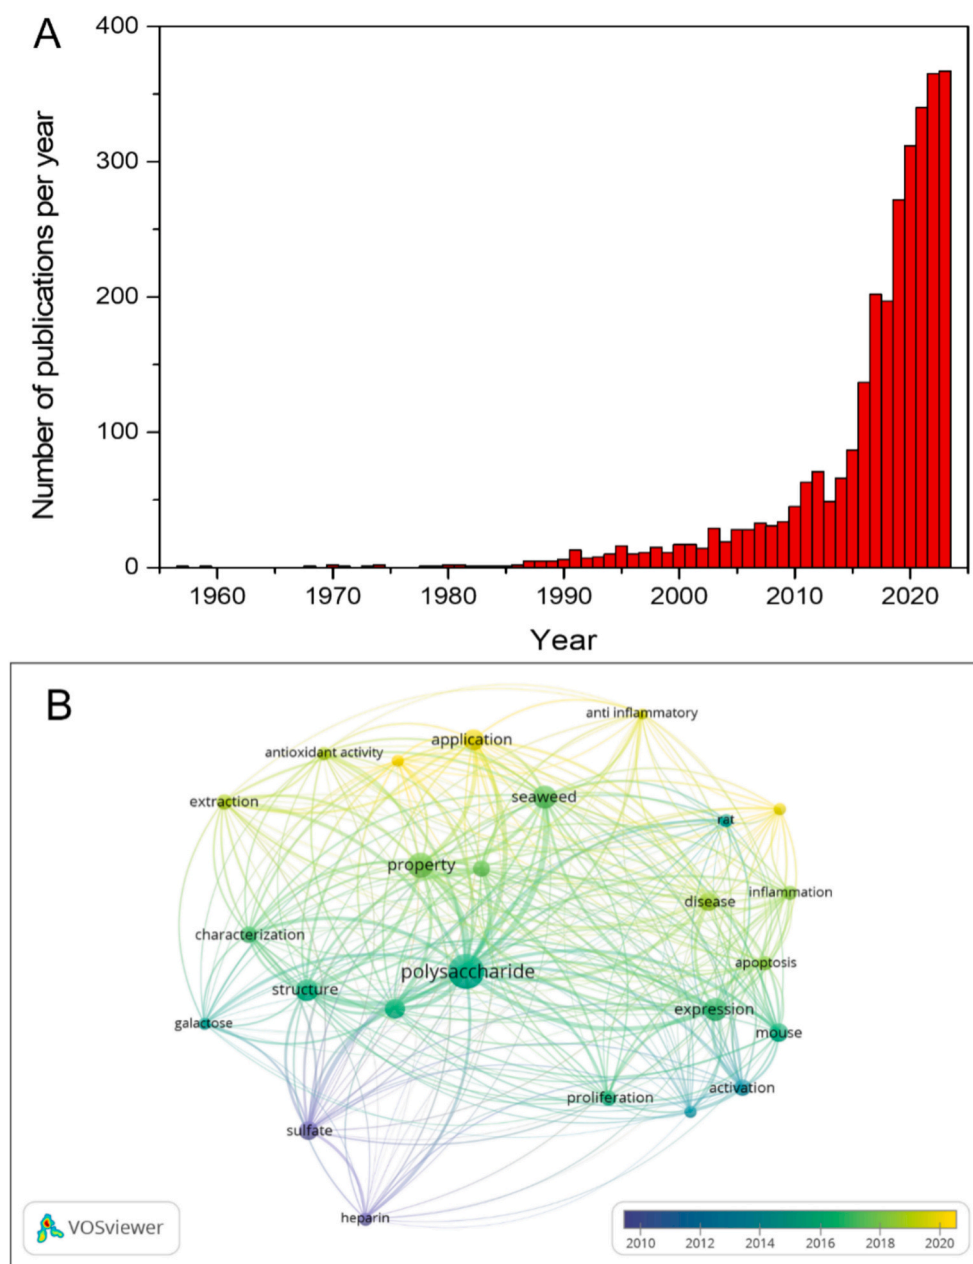 A
400
300
200
100
0
Number of publications per year
1960 1970 1980 1990 2000 2010 2020
Year
B
anti inflammatory
application
antioxidant activity
extraction
seaweed
rat
property
inflammation
disease
characterization
apoptosis
polysaccharide
structure
expression
galactose
mouse
activation
proliferation
sulfate
heparin
VOSviewer
2010 2012 2014 2016 2018 2020